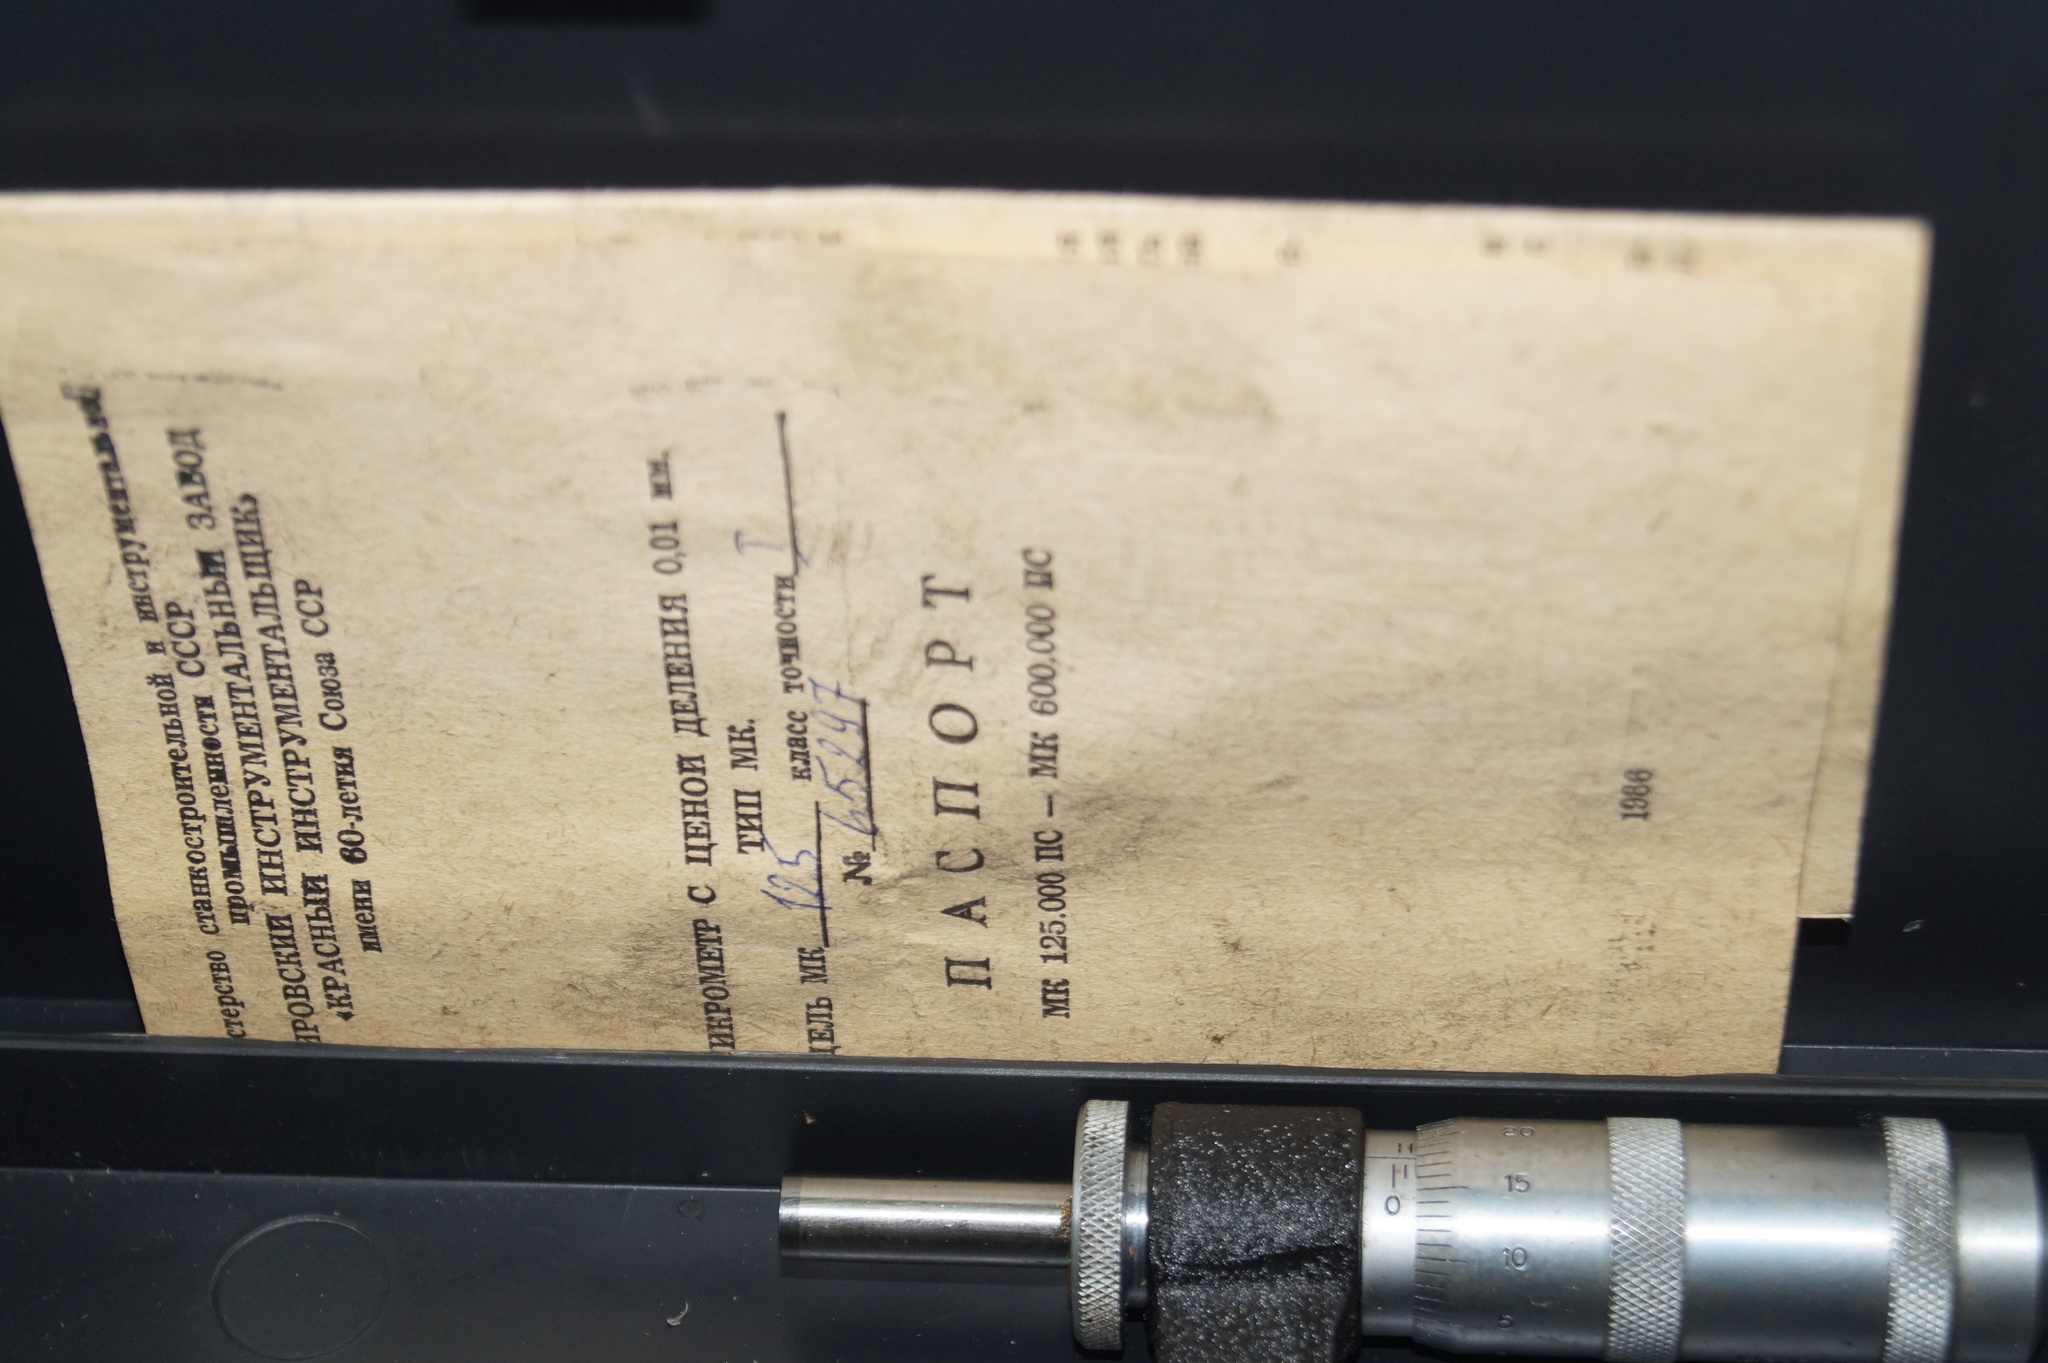 стерство станкостроительной и инструментальной
промышленности СССР
ИРОВСКИЙ ИНСТРУМЕНТАЛЬНЫЙ ЗАВОД
«КРАСНЫЙ ИНСТРУМЕНТАЛЬЩИК»
имени 60-летия Союза ССР
ИКРОМЕТР С ЦЕНОЙ ДЕЛЕНИЯ 0,01 мм.
ТИП МК.
ДЕЛЬ МК 125 класс точности I
№ 65297
ПАСПОРТ
МК 125.000 ПС — МК 600.000 ПС
1986
0
20
15
10
5